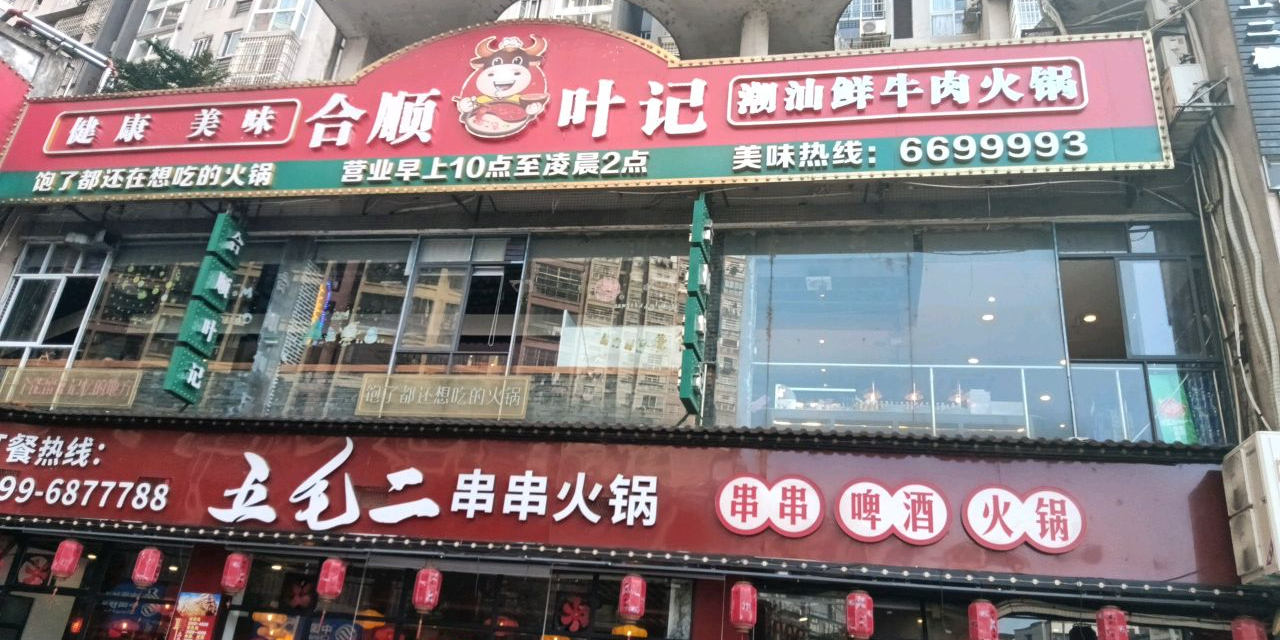 健康 美味
合顺叶记
潮汕鲜牛肉火锅
饱了都还在想吃的火锅
营业早上10点至凌晨2点
美味热线：6699993
合顺叶记
饱了都还想吃的火锅
餐热线：
99-6877788
五毛二串串火锅
串串 啤酒 火锅